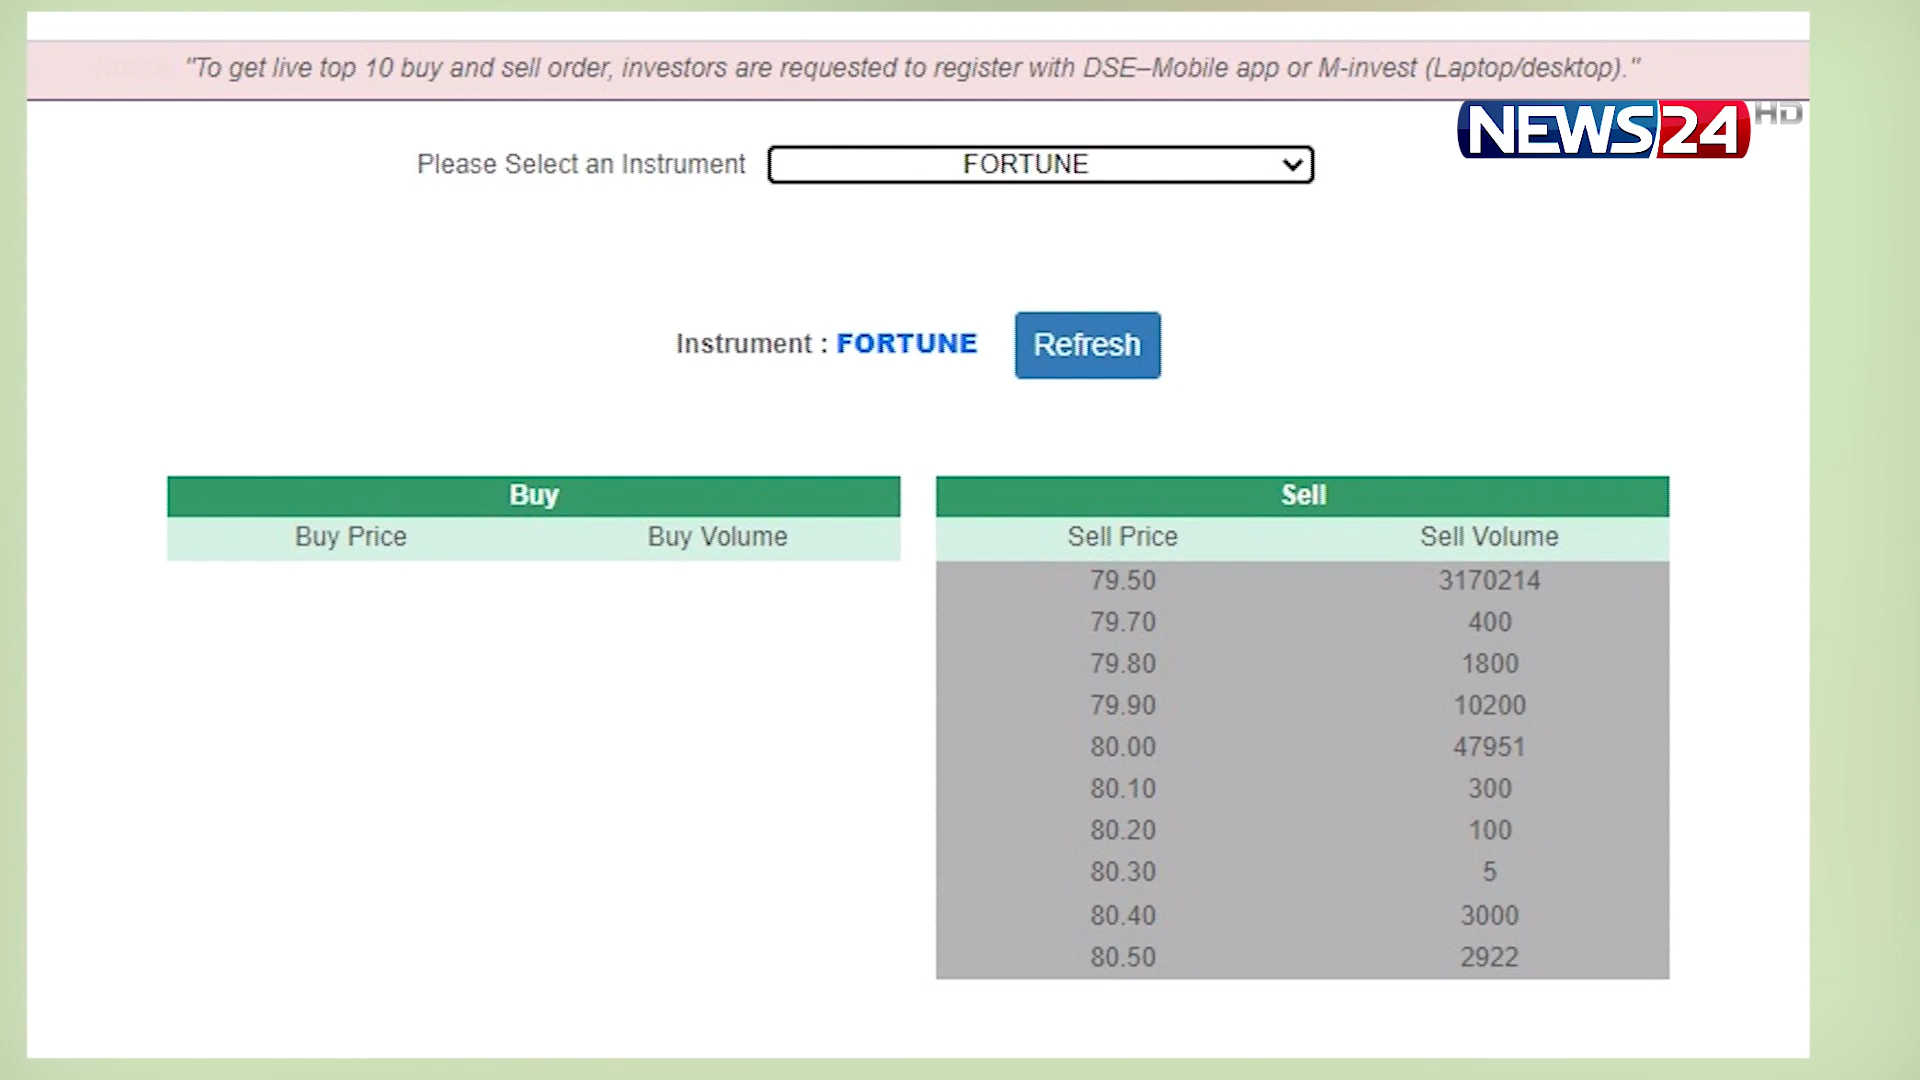 "To get live top 10 buy and sell order, investors are requested to register with DSE–Mobile app or M-invest (Laptop/desktop)."
NEWS24 HD
Please Select an Instrument FORTUNE
Instrument : FORTUNE Refresh
Buy
Buy Price Buy Volume
Sell
Sell Price Sell Volume
79.50 3170214
79.70 400
79.80 1800
79.90 10200
80.00 47951
80.10 300
80.20 100
80.30 5
80.40 3000
80.50 2922